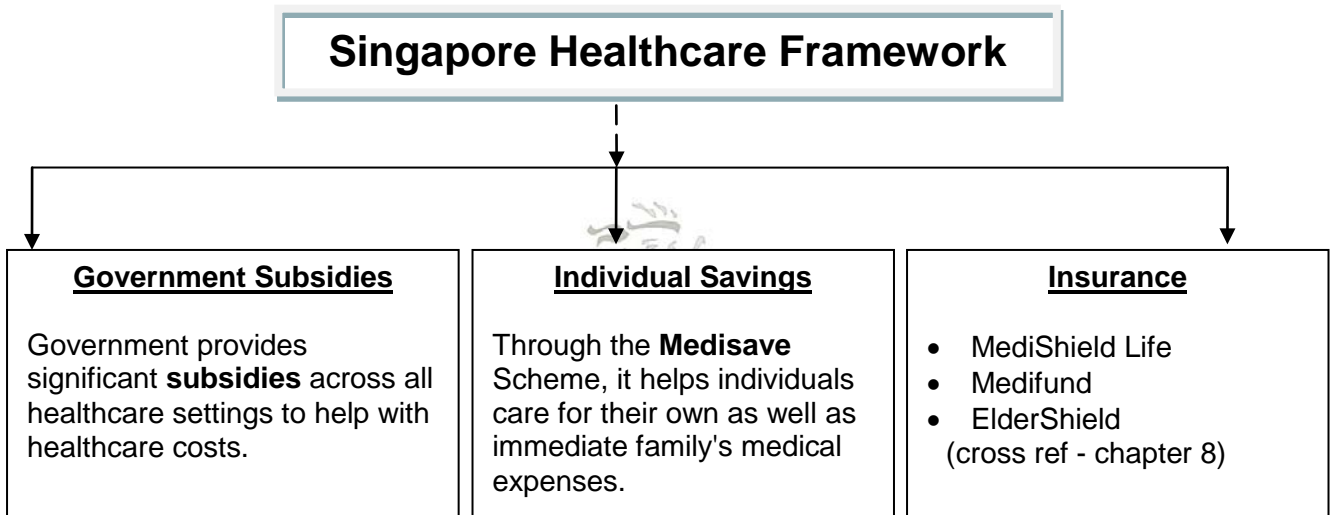 Singapore Healthcare Framework
Government Subsidies
Government provides
significant subsidies across all
healthcare settings to help with
healthcare costs.
Individual Savings
Through the Medisave
Scheme, it helps individuals
care for their own as well as
immediate family's medical
expenses.
Insurance
• MediShield Life
• Medifund
• ElderShield
(cross ref - chapter 8)